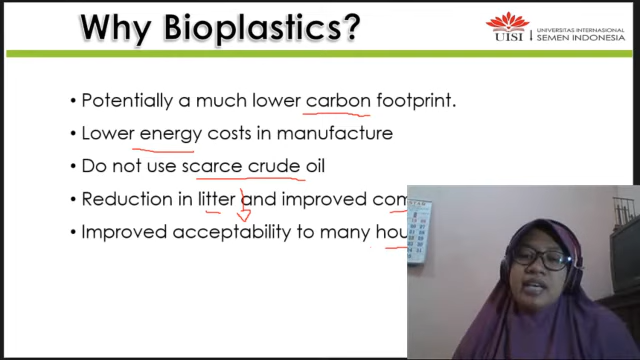 Why Bioplastics?
UISI
UNIVERSITAS INTERNASIONAL
SEMEN INDONESIA
• Potentially a much lower carbon footprint.
• Lower energy costs in manufacture
• Do not use scarce crude oil
• Reduction in litter and improved com
• Improved acceptability to many hou